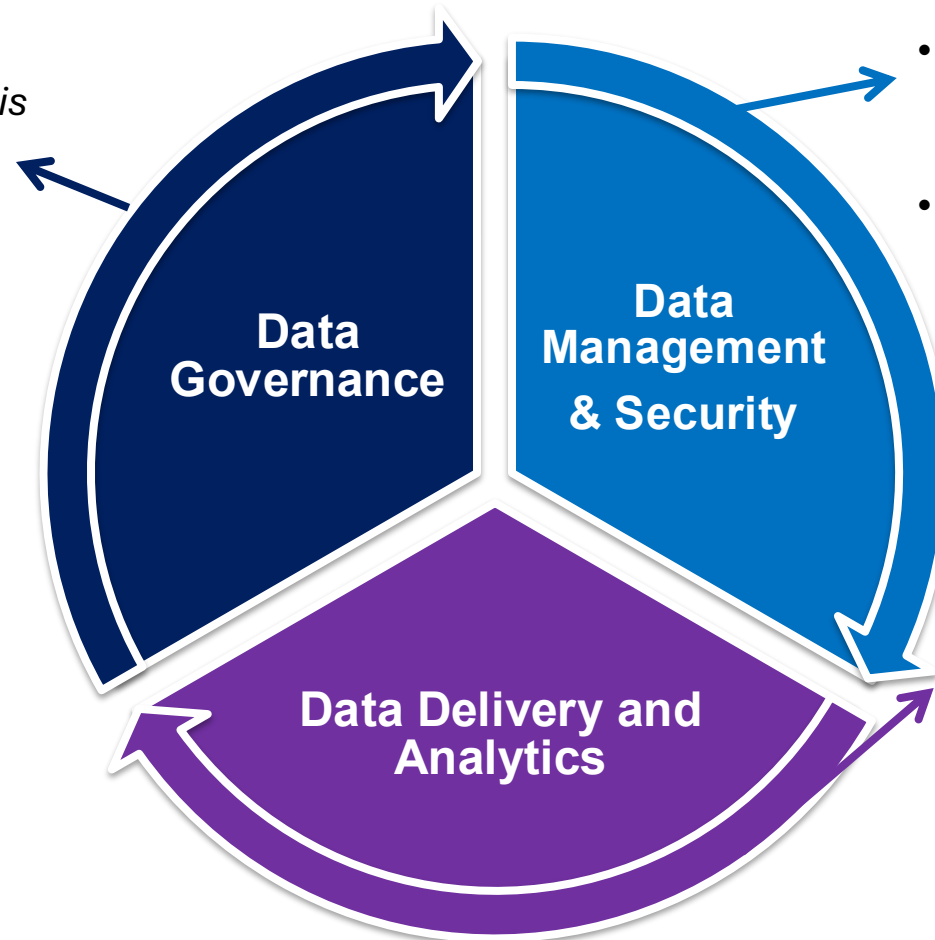 is
•
•
Data
Governance
Data
Management
& Security
Data Delivery and
Analytics